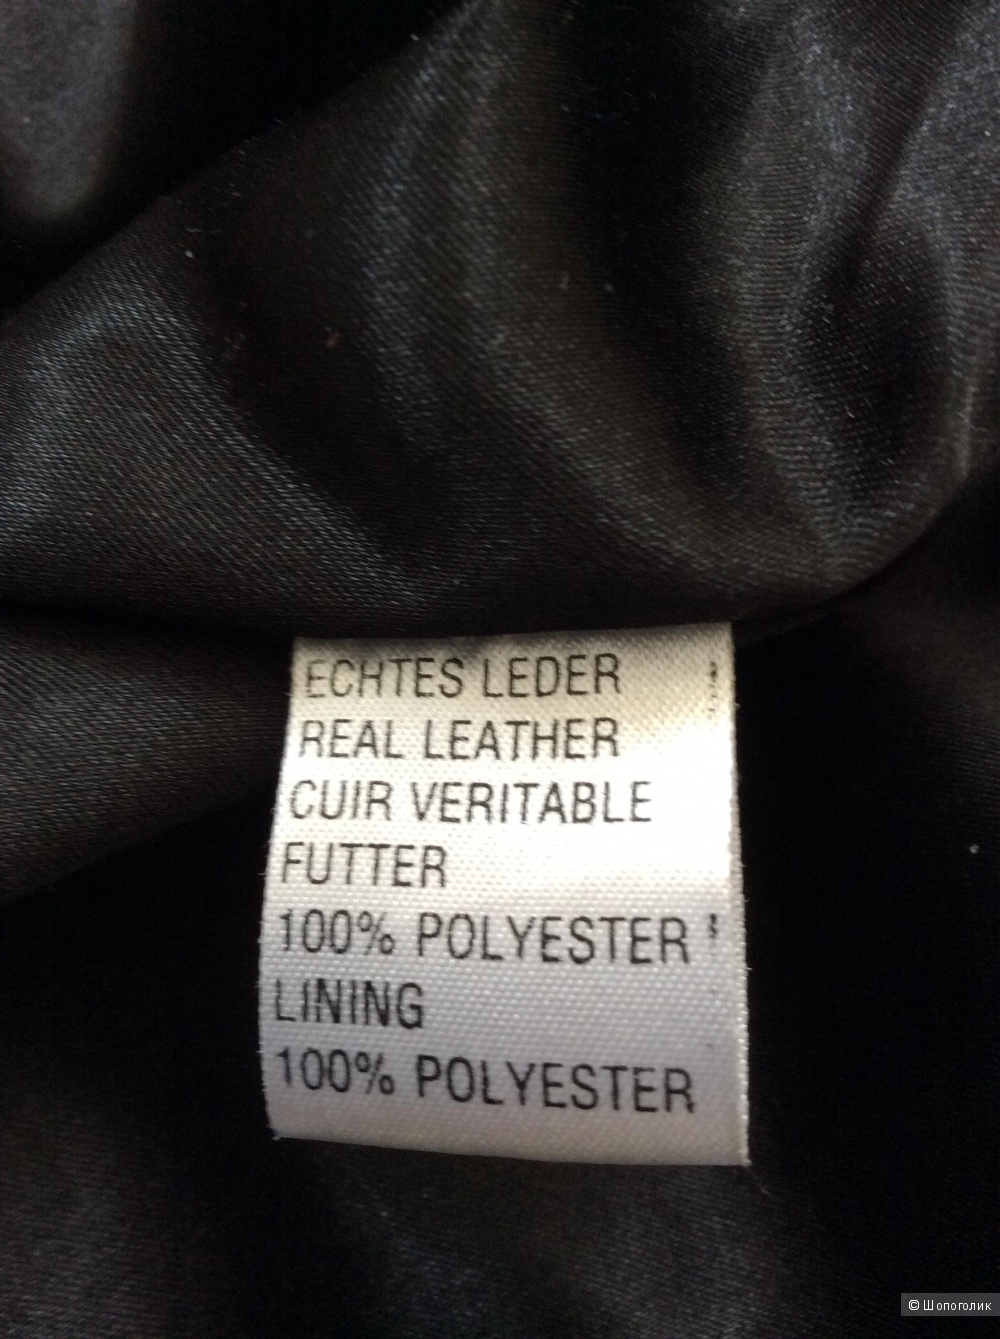 ECHTES LEDER
REAL LEATHER
CUIR VERITABLE
FUTTER
100% POLYESTER
LINING
100% POLYESTER
© Шопоголик